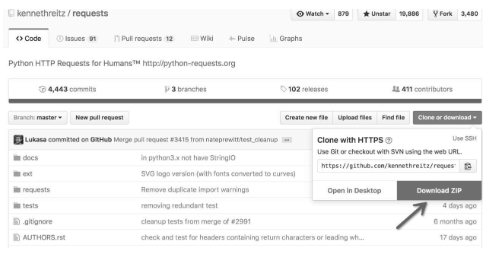 kennethreitz / requests
Watch 879 Unstar 19,886 Fork 3,480
Code Issues 91 Pull requests 12 Wiki Pulse Graphs
Python HTTP Requests for Humans™ http://python-requests.org
4,443 commits 3 branches 102 releases 411 contributors
Branch: master New pull request Create new file Upload files Find file Clone or download
Lukasa committed on GitHub Merge pull request #3415 from nateprewitt/test_cleanup ...
Clone with HTTPS Use SSH
Use Git or checkout with SVN using the web URL.
https://github.com/kennethreitz/reques
Open in Desktop Download ZIP
docs In python3.x not have StringIO
ext SVG logo version (with fonts converted to curves)
requests Remove duplicate import warnings
tests removing redundant test 4 days ago
.gitignore cleanup tests from merge of #2991 6 months ago
AUTHORS.rst check and test for headers containing return characters or leading wh... 17 days ago